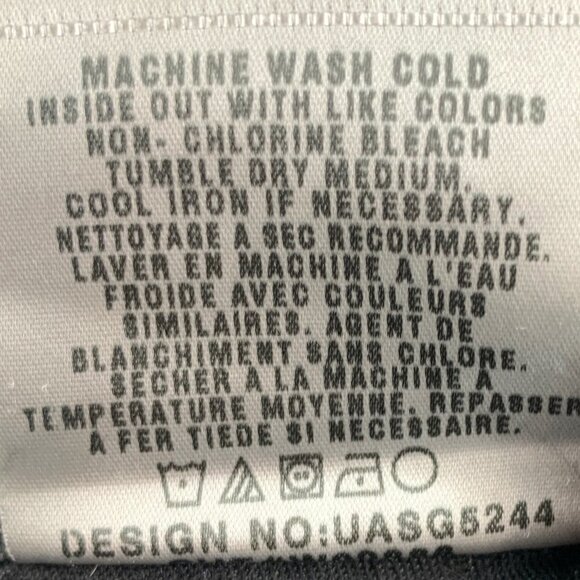 MACHINE WASH COLD
INSIDE OUT WITH LIKE COLORS
NON- CHLORINE BLEACH
TUMBLE DRY MEDIUM.
COOL IRON IF NECESSARY.
NETTOYAGE A SEC RECOMMANDE.
LAVER EN MACHINE A L'EAU
FROIDE AVEC COULEURS
SIMILAIRES. AGENT DE
BLANCHIMENT SANS CHLORE.
SECHER A LA MACHINE A
TEMPERATURE MOYENNE. REPASSER
A FER TIEDE SI NECESSAIRE.
DESIGN NO:UASG5244